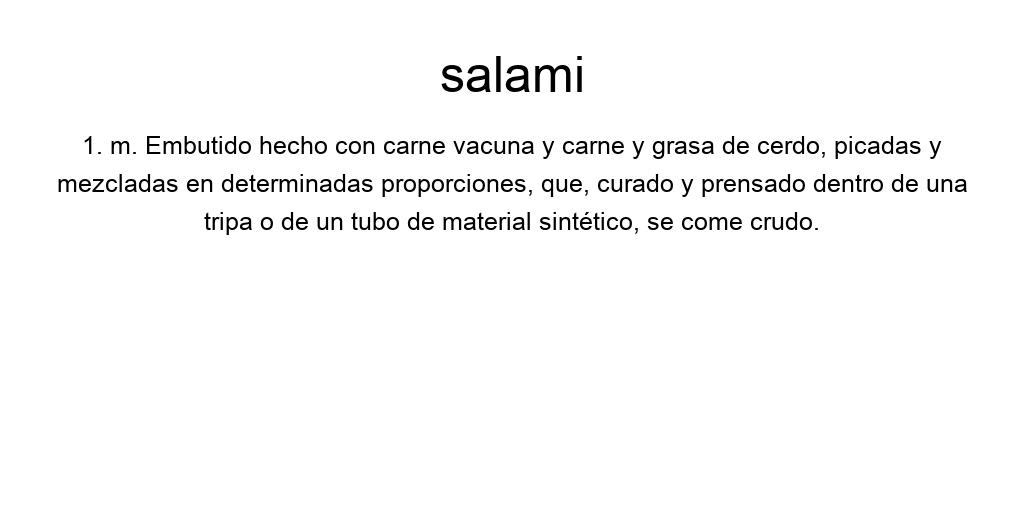 salami
1. m. Embutido hecho con carne vacuna y carne y grasa de cerdo, picadas y
mezcladas en determinadas proporciones, que, curado y prensado dentro de una
tripa o de un tubo de material sintético, se come crudo.